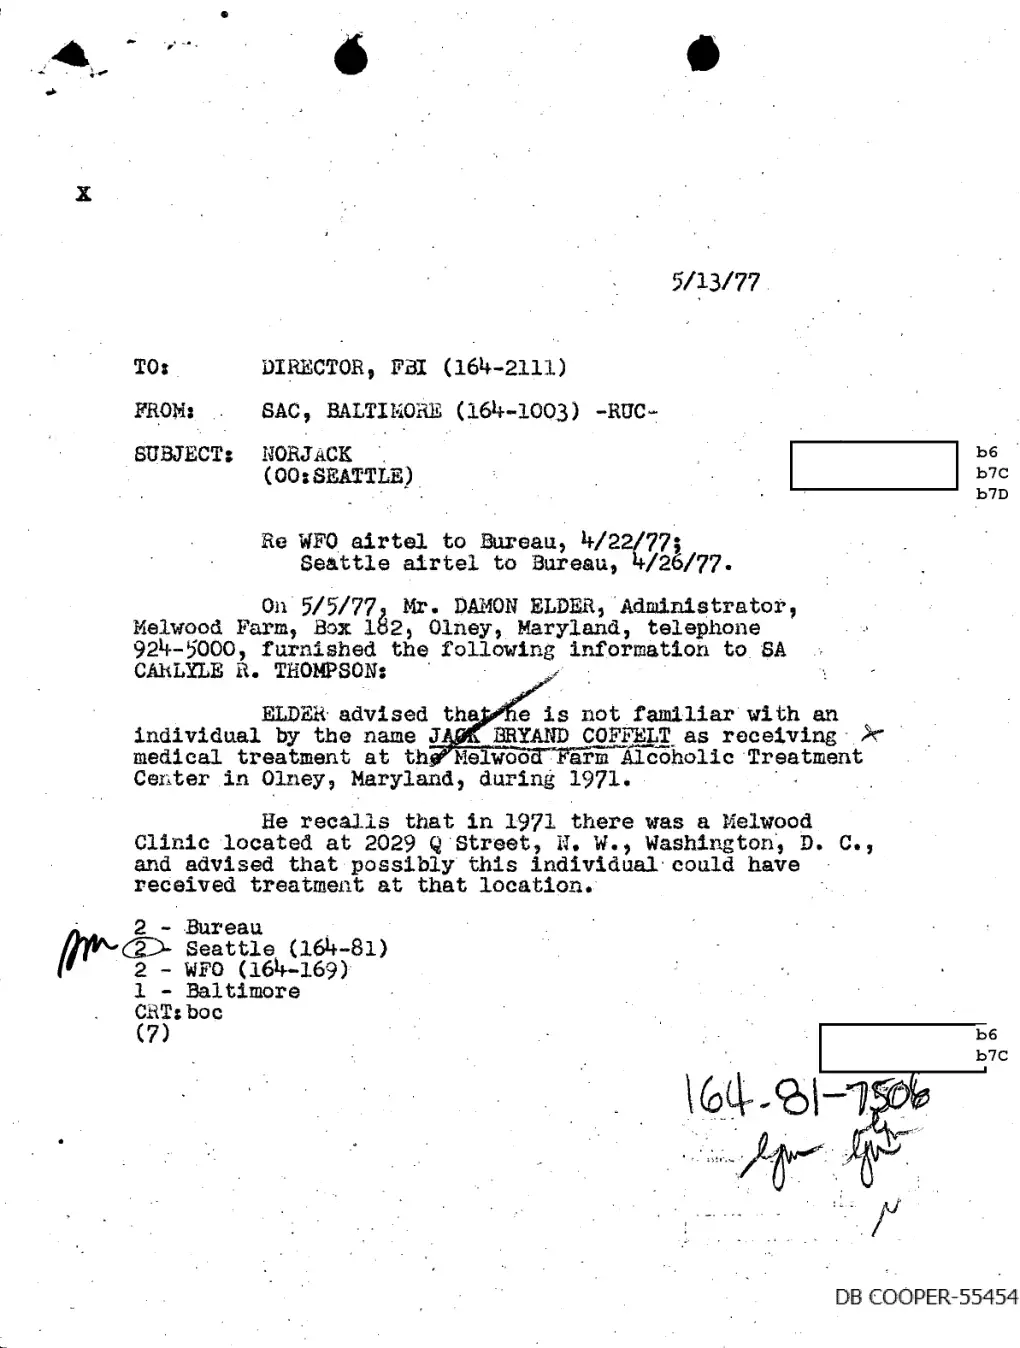 X
5/13/77
TO: DIRECTOR, FBI (164-2111)
FROM: SAC, BALTIMORE (164-1003) -RUC-
SUBJECT: NORJACK
(OO:SEATTLE)
b6
b7C
b7D
Re WFO airtel to Bureau, 4/22/77;
Seattle airtel to Bureau, 4/26/77.
On 5/5/77, Mr. DAMON ELDER, Administrator,
Melwood Farm, Box 182, Olney, Maryland, telephone
924-5000, furnished the following information to SA
CARLYLE R. THOMPSON:
ELDER advised that he is not familiar with an
individual by the name JACK BRYAND COFFELT as receiving
medical treatment at the Melwood Farm Alcoholic Treatment
Center in Olney, Maryland, during 1971.
He recalls that in 1971 there was a Melwood
Clinic located at 2029 Q Street, N. W., Washington, D. C.,
and advised that possibly this individual could have
received treatment at that location.
2 - Bureau
2 - Seattle (164-81)
2 - WFO (164-169)
1 - Baltimore
CRT:boc
(7)
b6
b7C
164-81-7506
DB COOPER-55454